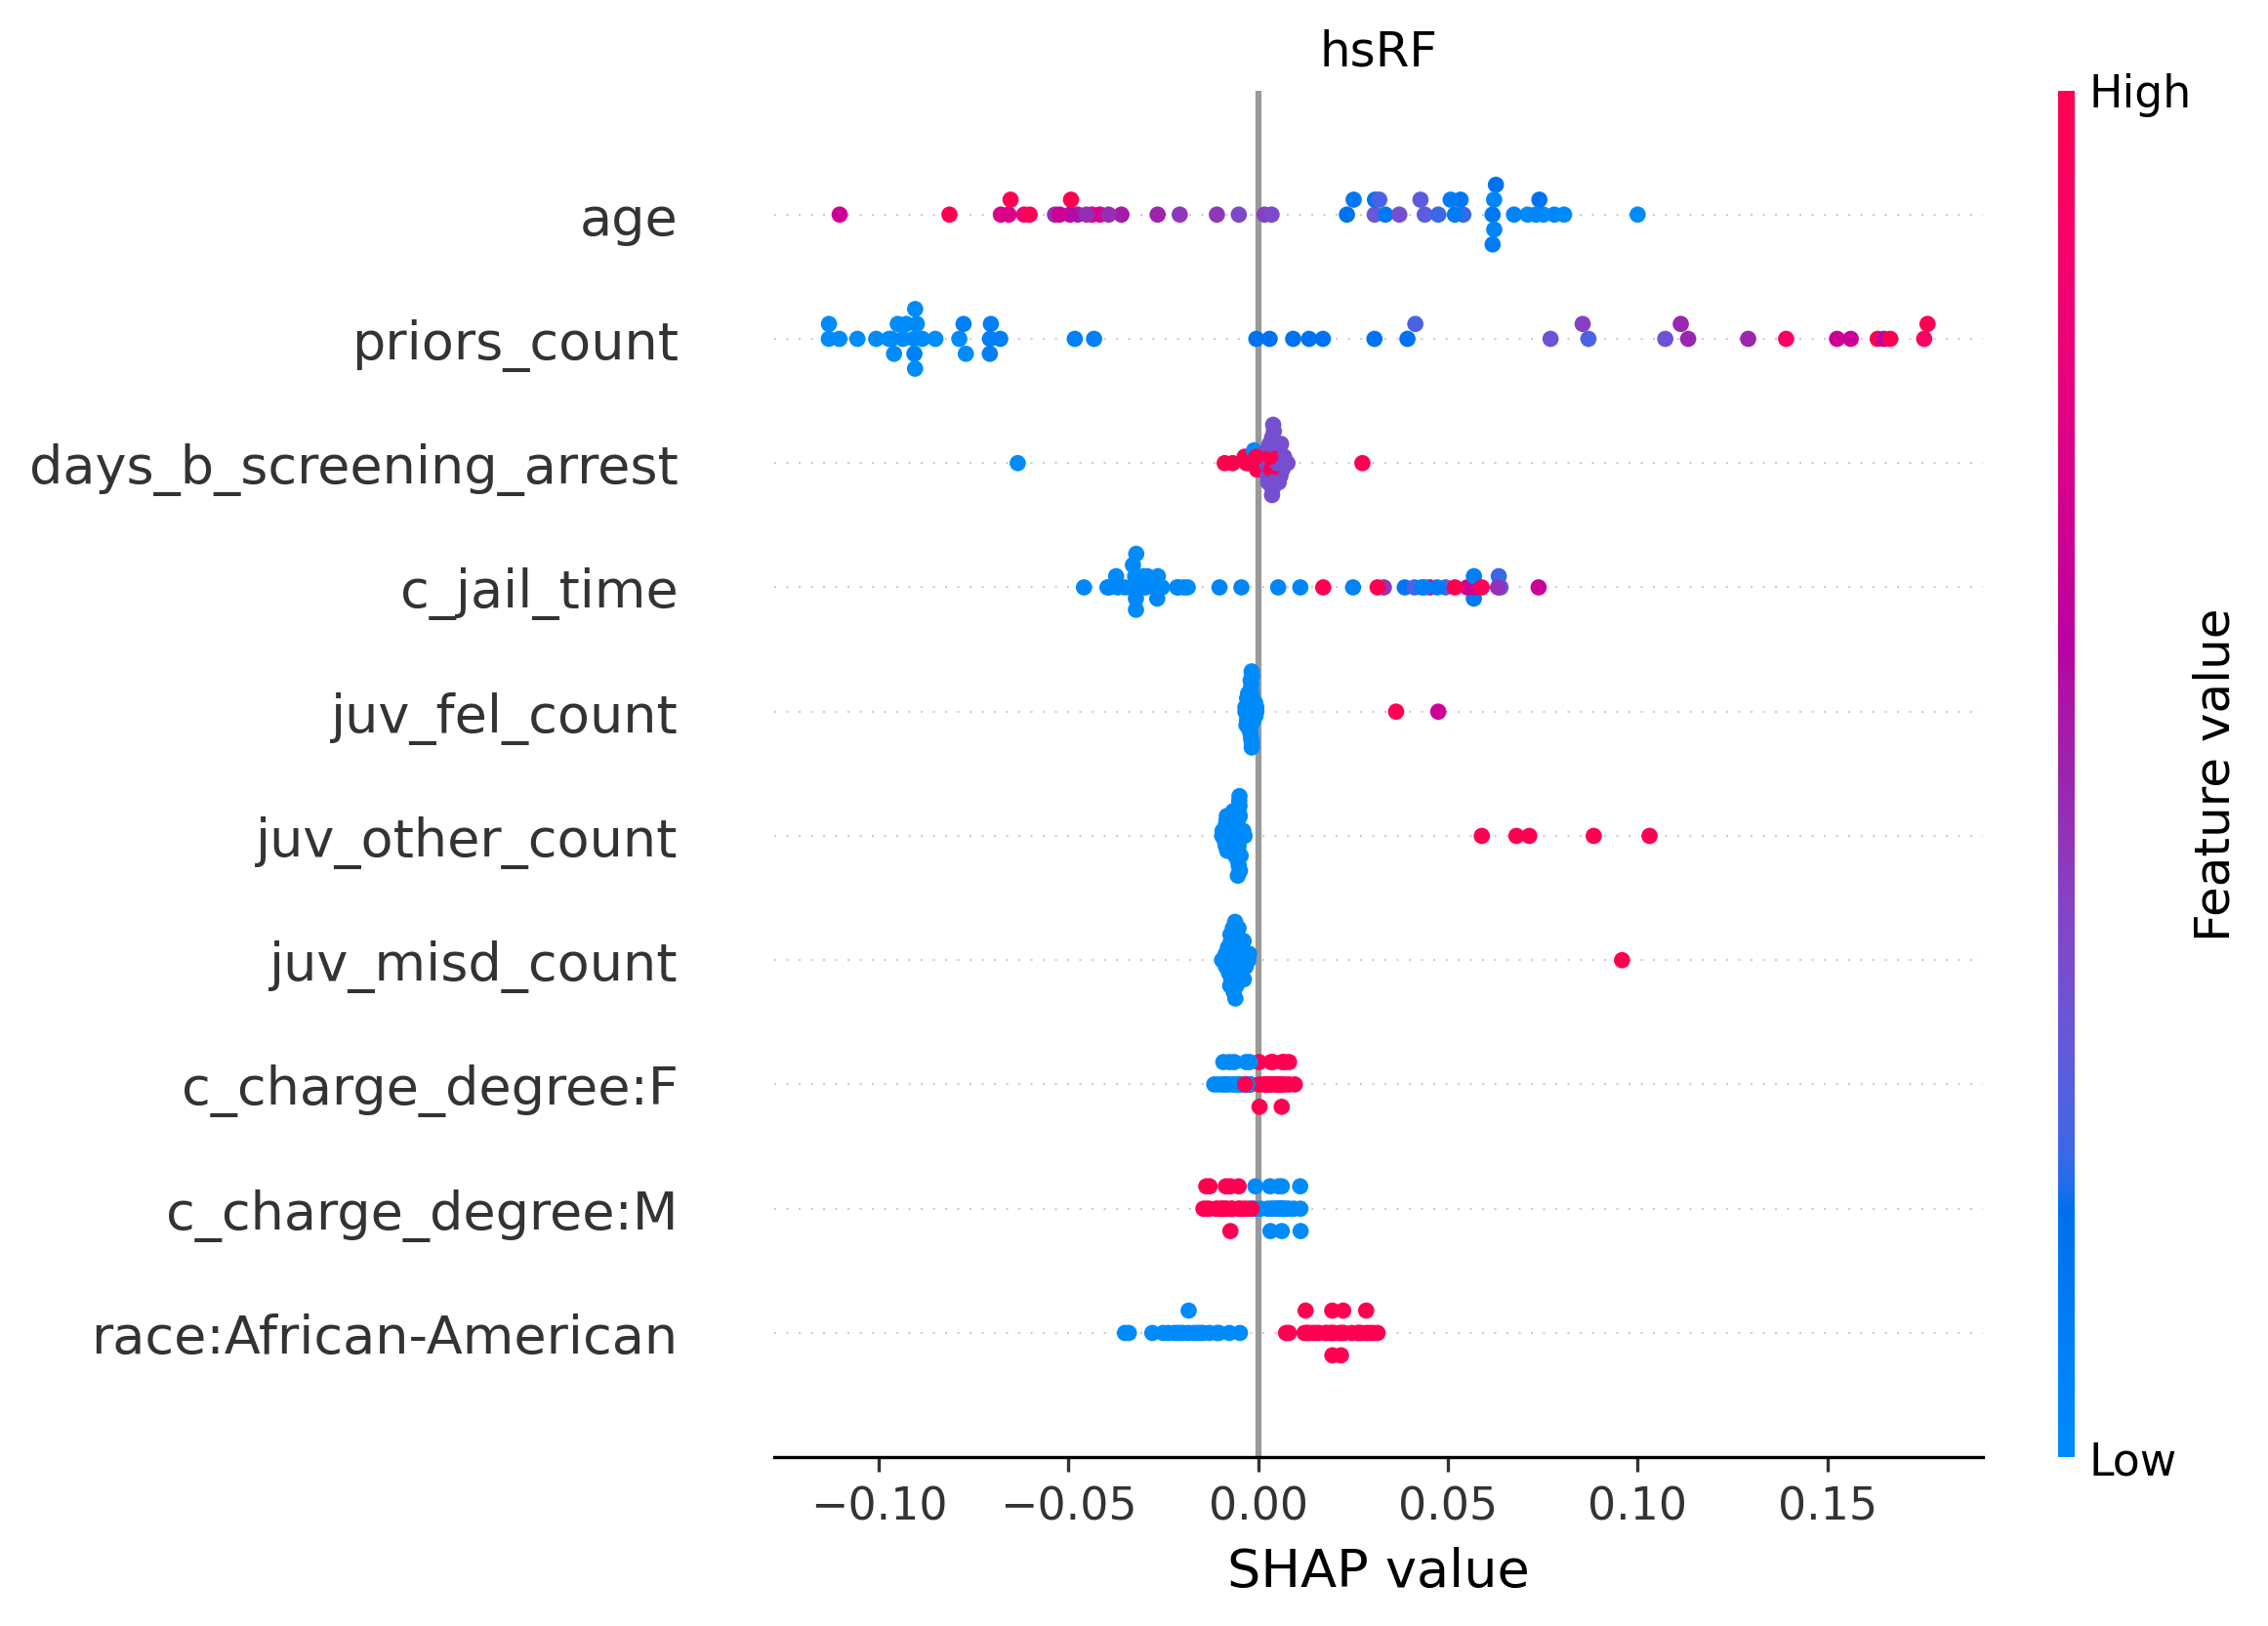 hsRF
High
age
priors_count
days_b_screening_arrest
c_jail_time
juv_fel_count
juv_other_count
juv_misd_count
c_charge_degree:F
c_charge_degree:M
race:African-American
Feature value
Low
−0.10 −0.05 0.00 0.05 0.10 0.15
SHAP value